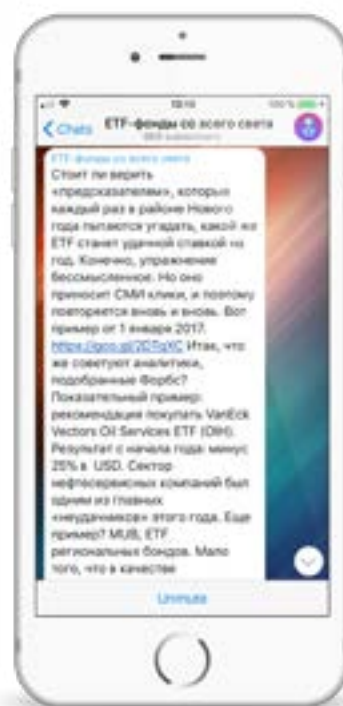 10:10
100 %
Chats
ETF-фонды со всего света
ETF-фонды со всего света
Стоит ли верить
«предсказателям», которые
каждый раз в районе Нового
года пытаются угадать, какой же
ETF станет удачной ставкой на
год. Конечно, упражнение
бессмысленное. Но оно
приносит СМИ клики, и поэтому
повторяется вновь и вновь. Вот
пример от 1 января 2017.
Итак, что
же советуют аналитики,
подобранные Форбс?
Показательный пример:
рекомендация покупать VanEck
Vectors Oil Services ETF (OIH).
Результат с начала года: минус
25% в USD. Сектор
нефтесервисных компаний был
одним из главных
«неудачников» этого года. Еще
пример? MUB, ETF
региональных бондов. Мало
того, что в качестве
Unmute